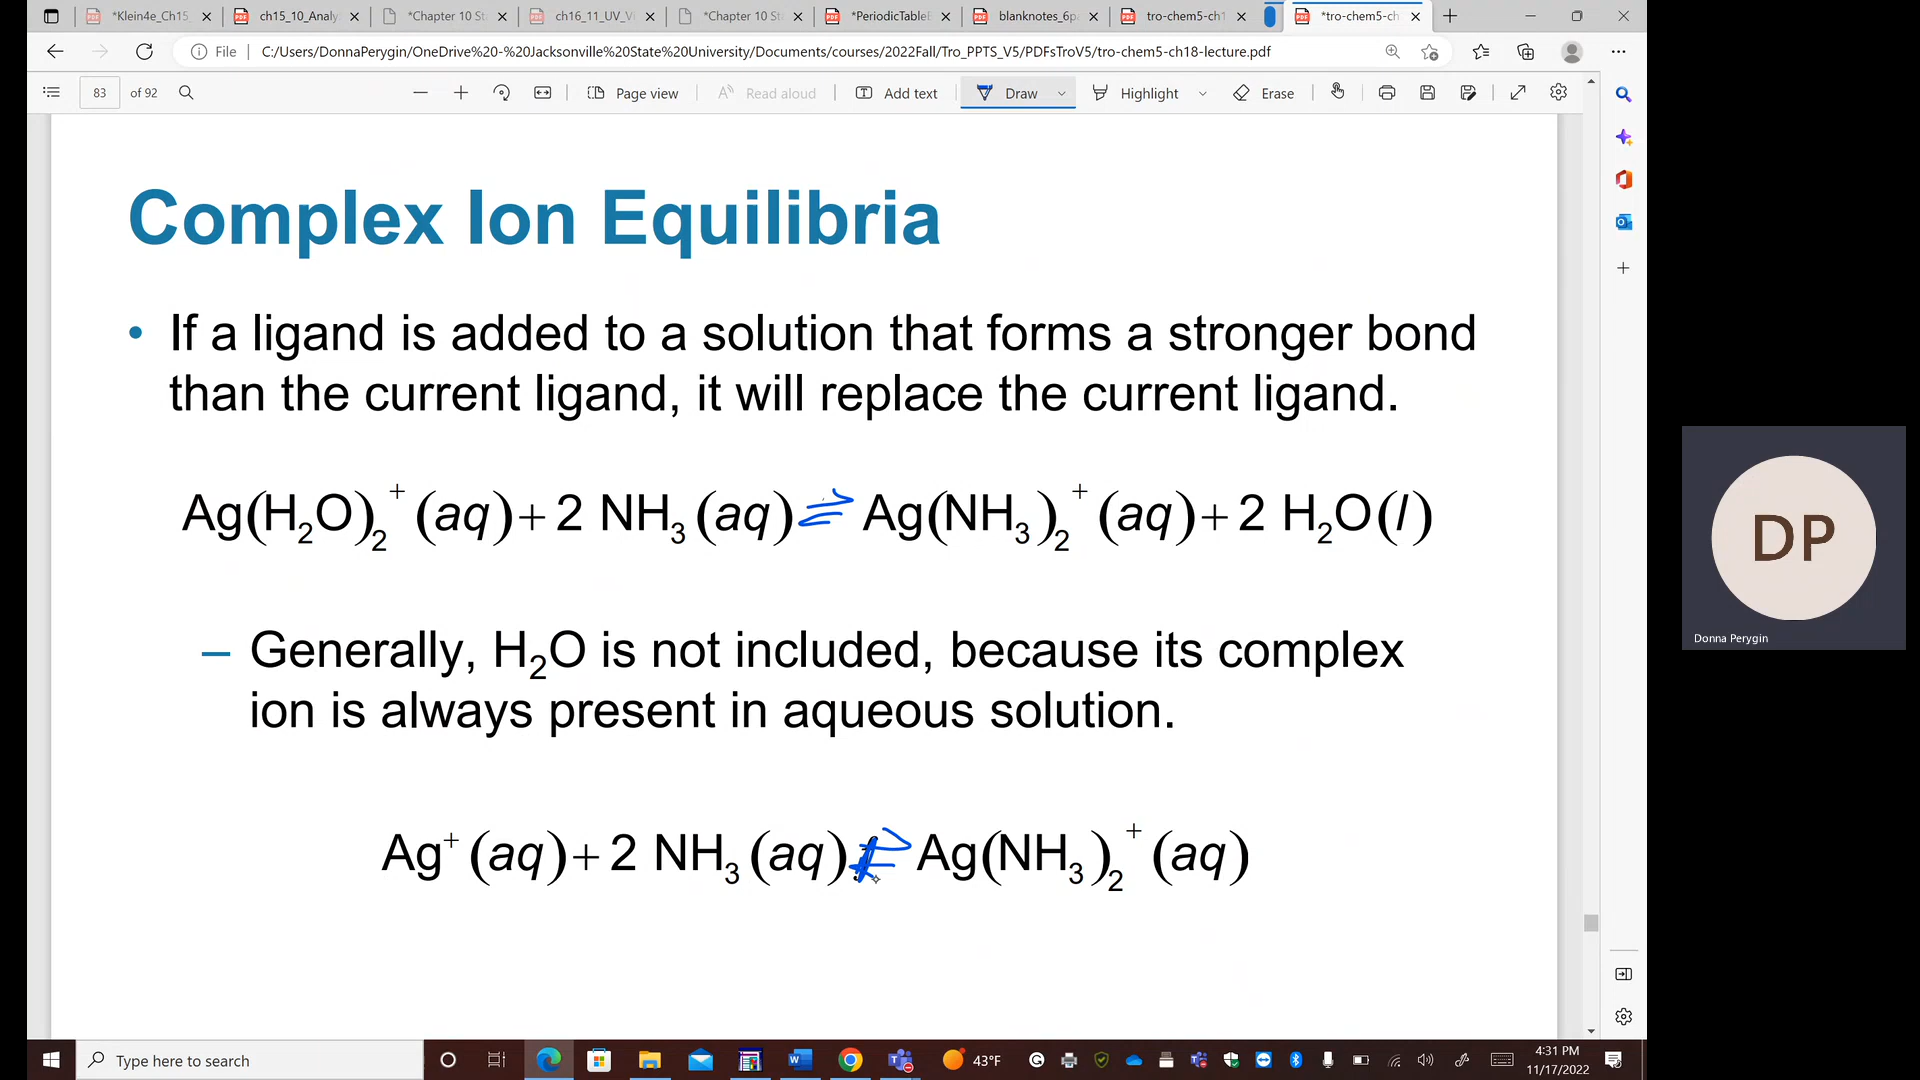 *Klein4e_Ch15
ch15_10_Analy
*Chapter 10 St
ch16_11_UV_VI
*Chapter 10 St
*PeriodicTableE
blanknotes_6pa
tro-chem5-ch1
*tro-chem5-ch
File C:/Users/DonnaPerygin/OneDrive%20-%20Jacksonville%20State%20University/Documents/courses/2022Fall/Tro_PPTS_V5/PDFsTroV5/tro-chem5-ch18-lecture.pdf
83 of 92 Page view Read aloud Add text Draw Highlight Erase
Complex Ion Equilibria
• If a ligand is added to a solution that forms a stronger bond
than the current ligand, it will replace the current ligand.
Ag(H₂O)₂⁺(aq) + 2 NH₃(aq) ⇌ Ag(NH₃)₂⁺(aq) + 2 H₂O(l)
– Generally, H₂O is not included, because its complex
ion is always present in aqueous solution.
Ag⁺(aq) + 2 NH₃(aq) ⇌ Ag(NH₃)₂⁺(aq)
DP
Donna Perygin
Type here to search
43°F
4:31 PM
11/17/2022